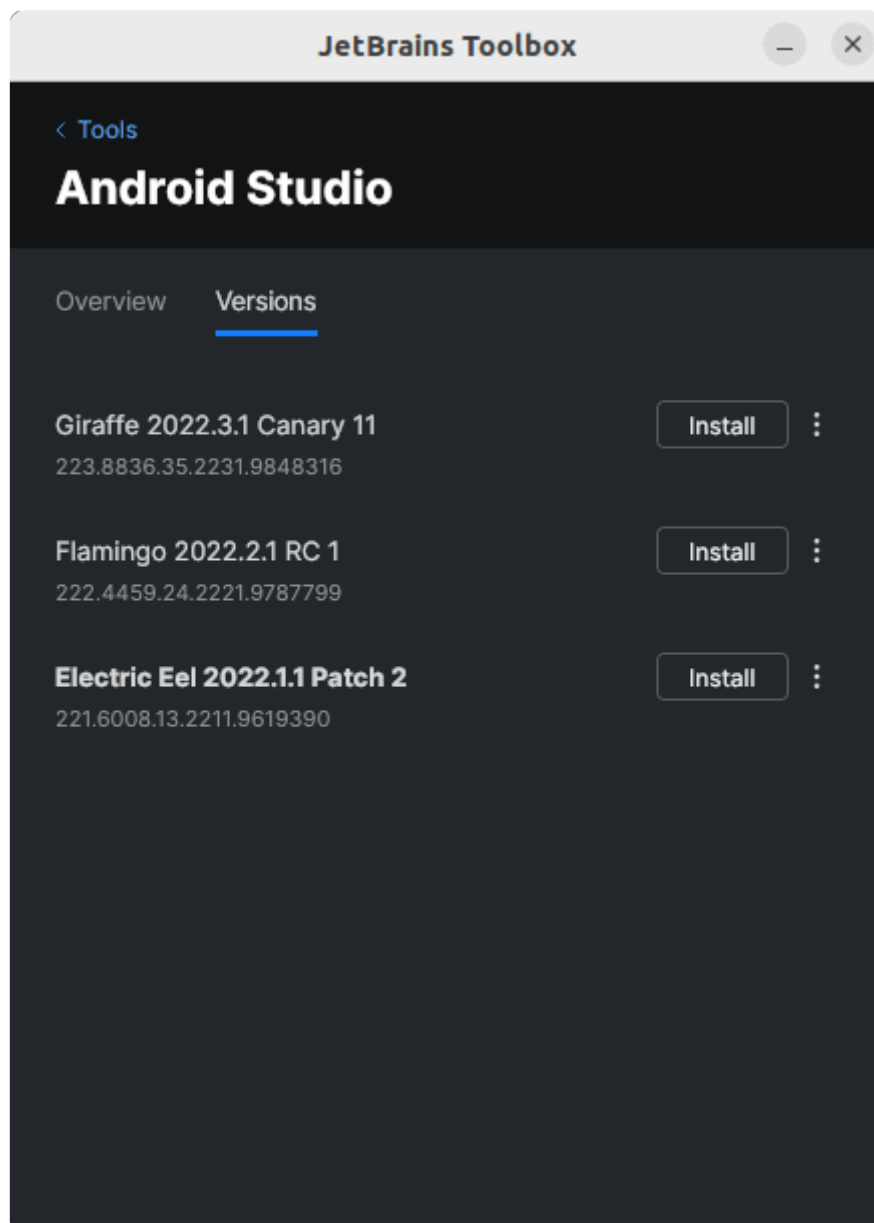 JetBrains Toolbox
Tools
Android Studio
Overview Versions
Giraffe 2022.3.1 Canary 11 Install
223.8836.35.2231.9848316
Flamingo 2022.2.1 RC 1 Install
222.4459.24.2221.9787799
Electric Eel 2022.1.1 Patch 2 Install
221.6008.13.2211.9619390